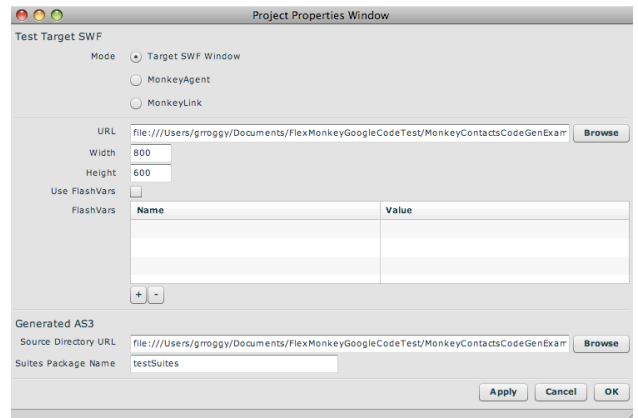 Project Properties Window
Test Target SWF
Mode Target SWF Window
MonkeyAgent
MonkeyLink
URL file:///Users/grroggy/Documents/FlexMonkeyGoogleCodeTest/MonkeyContactsCodeGenExam Browse
Width 800
Height 600
Use FlashVars
FlashVars Name Value
+ -
Generated AS3
Source Directory URL file:///Users/grroggy/Documents/FlexMonkeyGoogleCodeTest/MonkeyContactsCodeGenExam Browse
Suites Package Name testSuites
Apply Cancel OK